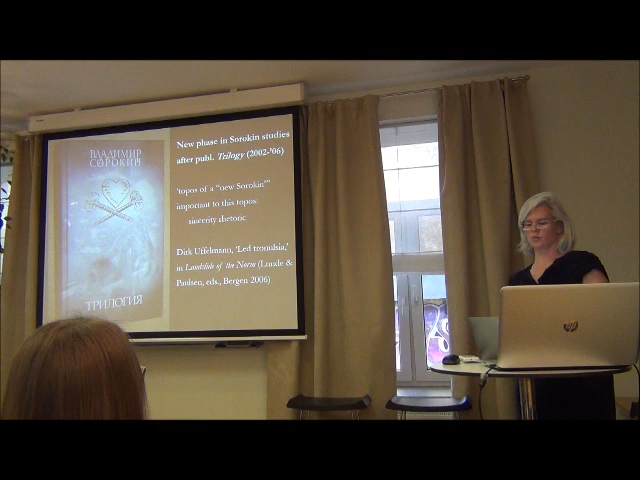 ВЛАДИМИР
СОРОКИН
ТРИЛОГИЯ
New phase in Sorokin studies
after publ. Trilogy (2002-'06)
'topos of a "new Sorokin"'
important to this topos:
sincerity rhetoric
Dirk Uffelmann, 'Led tronulsia,'
in Landslide of the Norm (Lunde &
Paulsen, eds., Bergen 2006)
hp